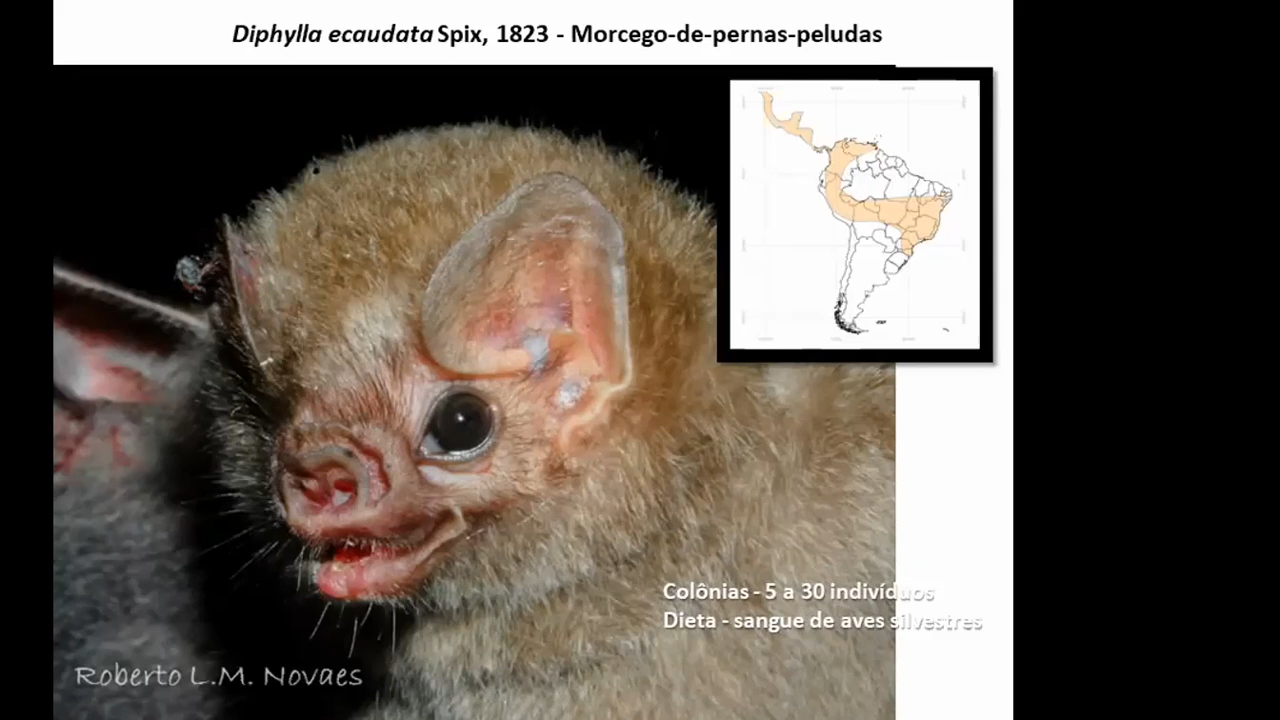 Diphylla ecaudata Spix, 1823 - Morcego-de-pernas-peludas
Colônias - 5 a 30 indivíduos
Dieta - sangue de aves silvestres
Roberto L.M. Novaes